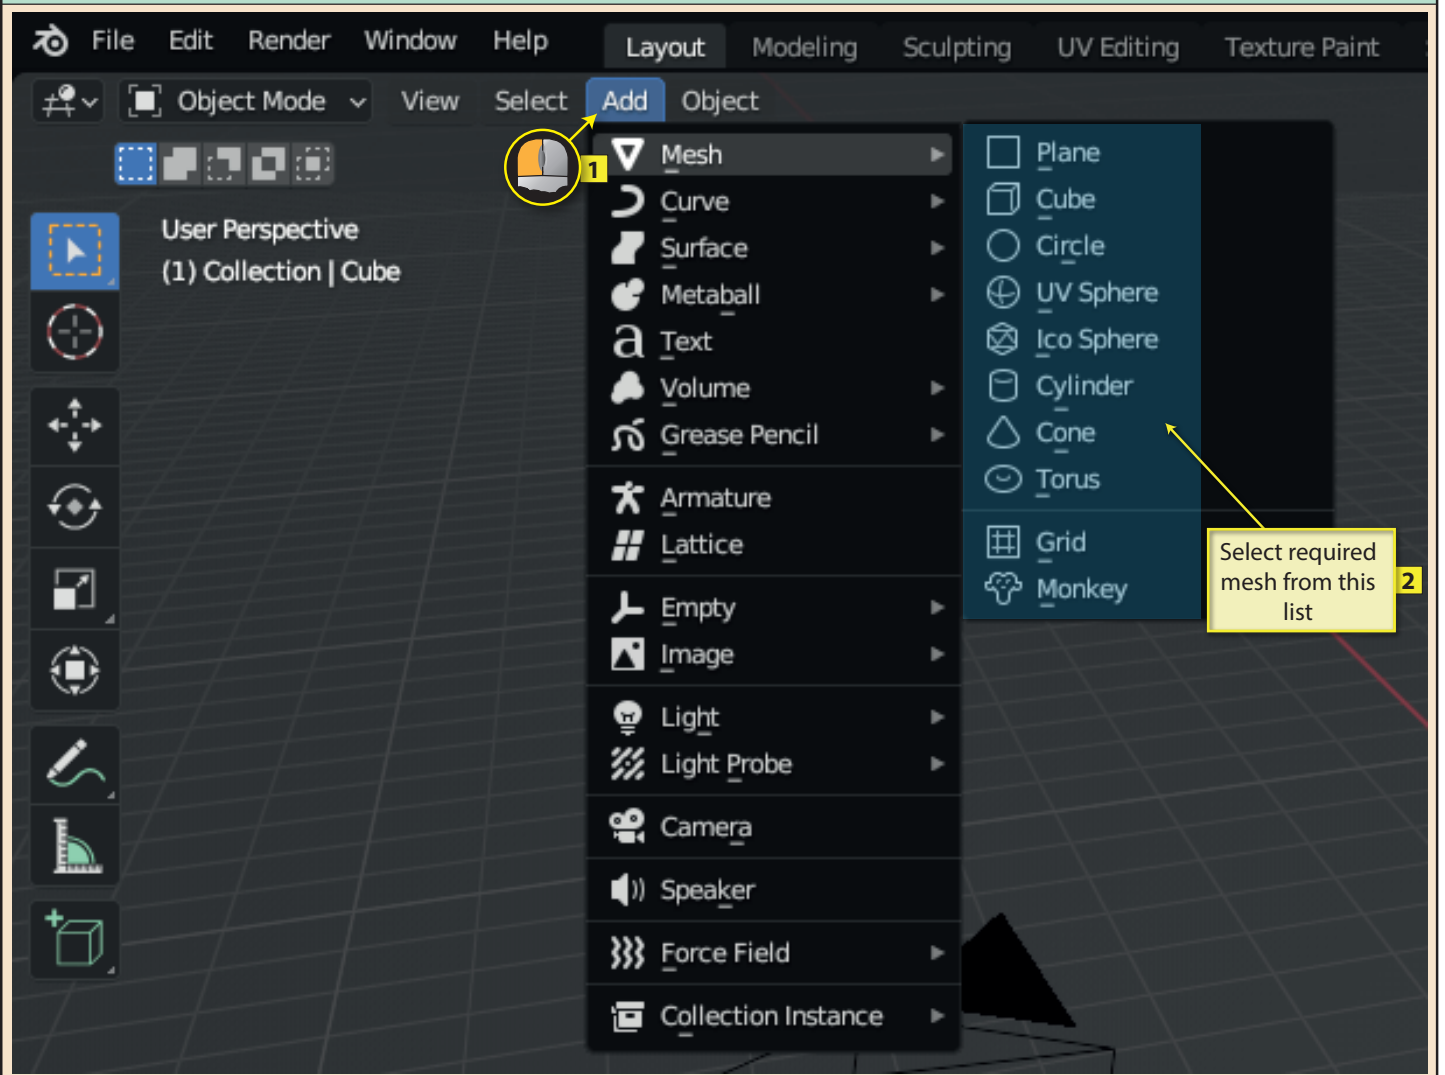 File Edit Render Window Help Layout Modeling Sculpting UV Editing Texture Paint
Object Mode View Select Add Object
1
User Perspective
(1) Collection | Cube
Mesh
Curve
Surface
Metaball
Text
Volume
Grease Pencil
Armature
Lattice
Empty
Image
Light
Light Probe
Camera
Speaker
Force Field
Collection Instance
Plane
Cube
Circle
UV Sphere
Ico Sphere
Cylinder
Cone
Torus
Grid
Monkey
Select required
mesh from this
list
2